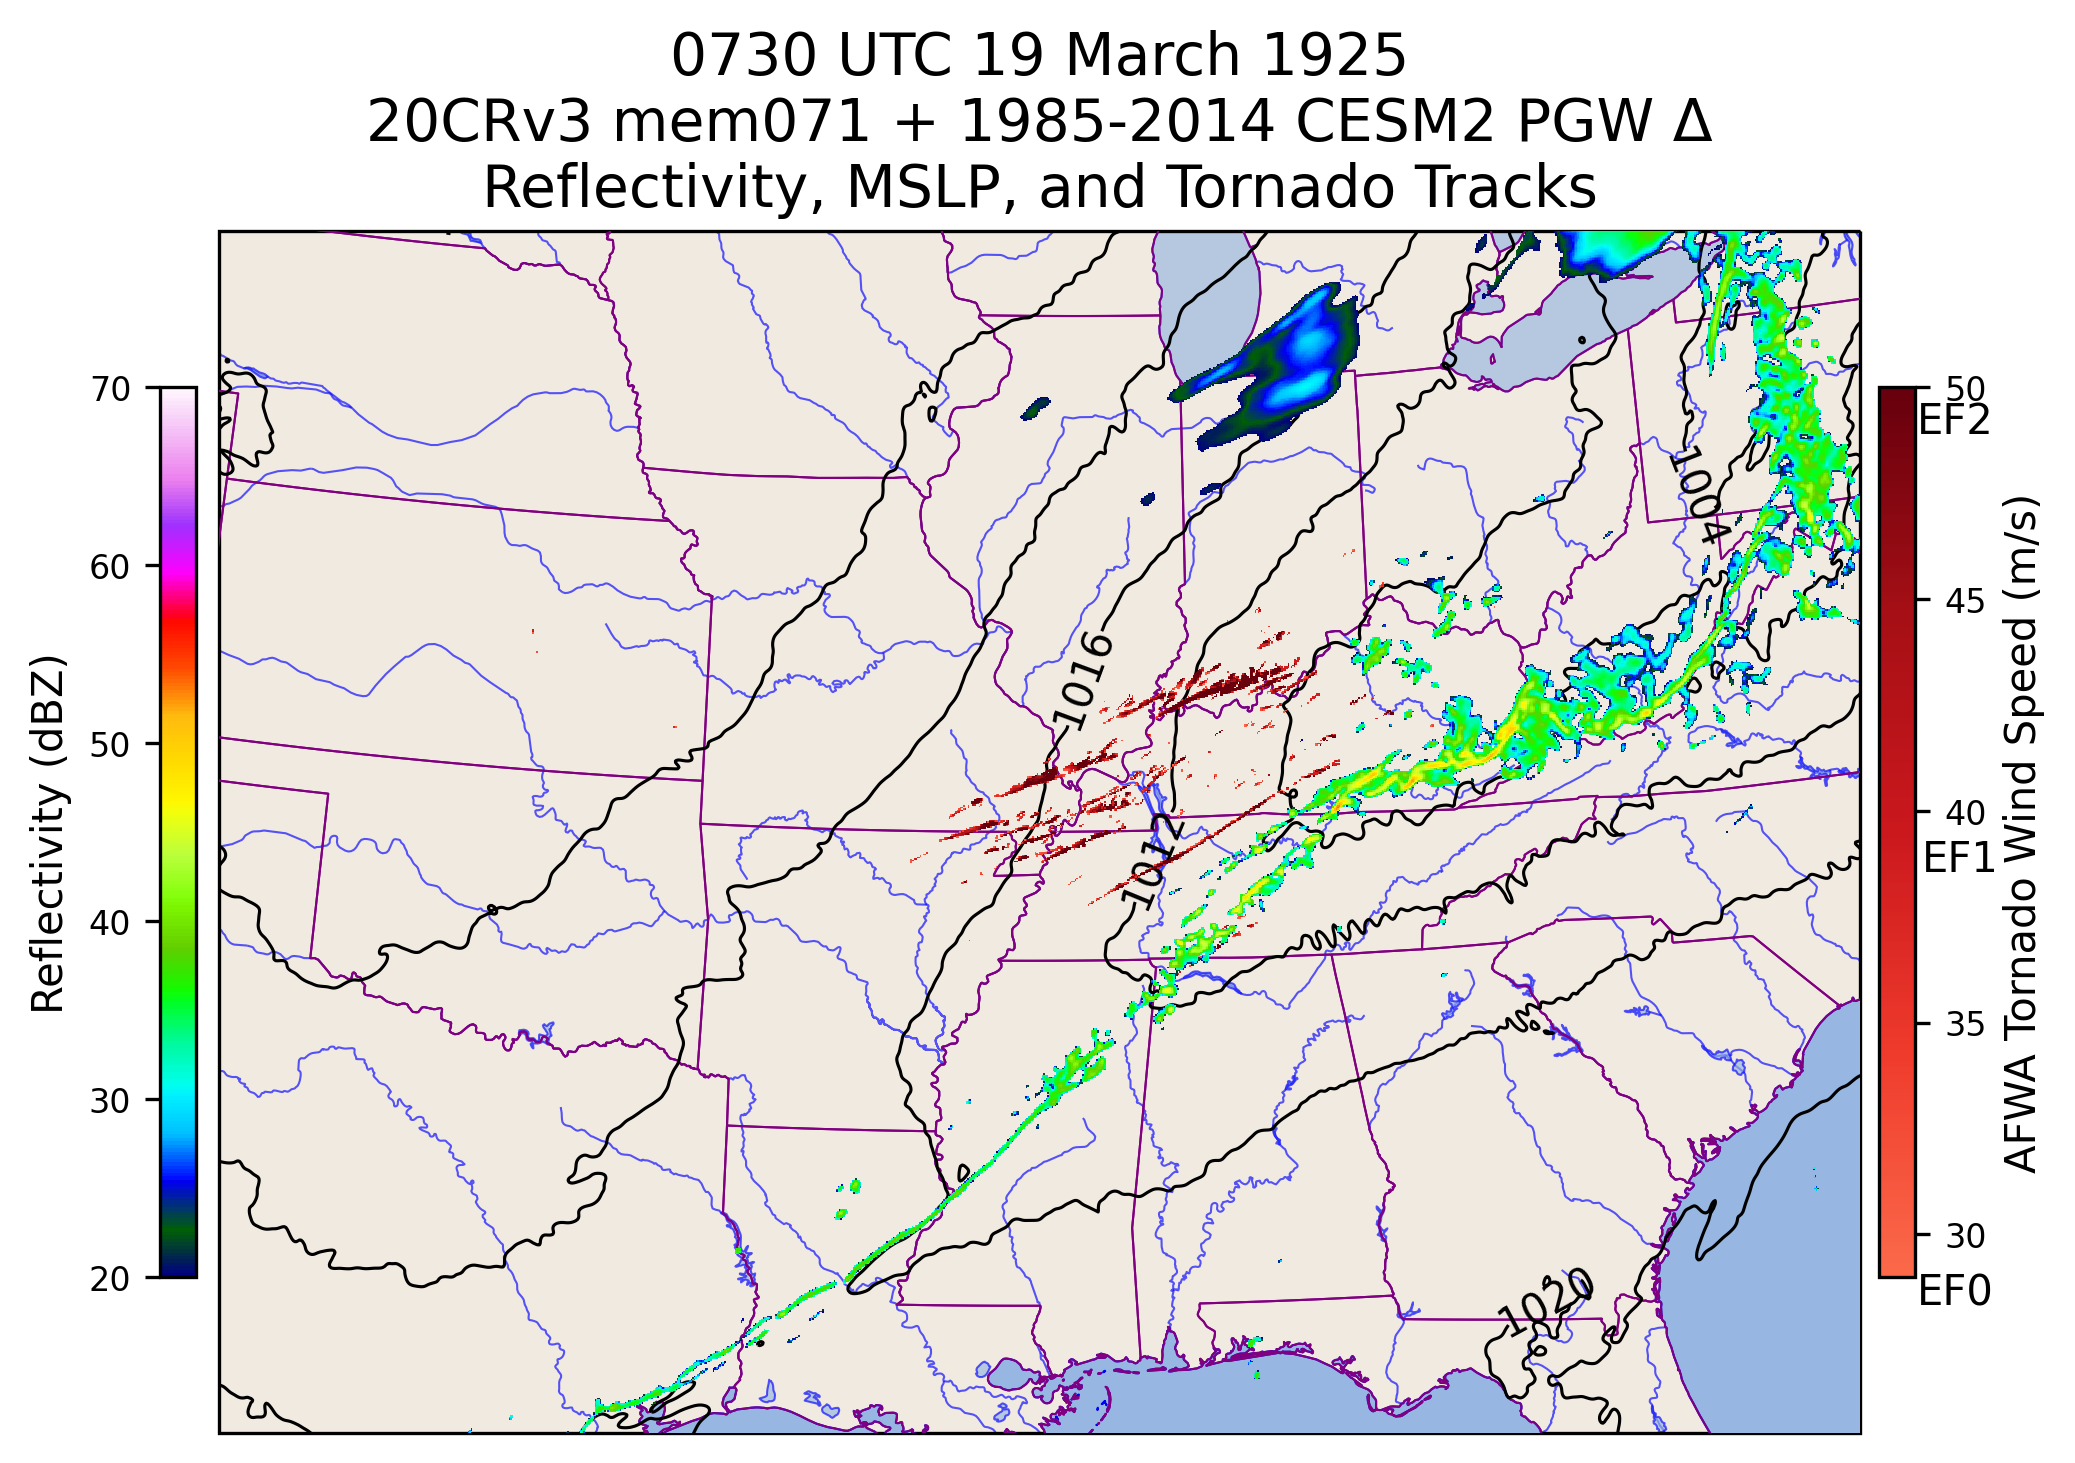 0730 UTC 19 March 1925
20CRv3 mem071 + 1985-2014 CESM2 PGW Δ
Reflectivity, MSLP, and Tornado Tracks
70
60
50
40
30
20
Reflectivity (dBZ)
1004
1016
1012
1020
50
EF2
45
40
EF1
35
30
EF0
AFWA Tornado Wind Speed (m/s)